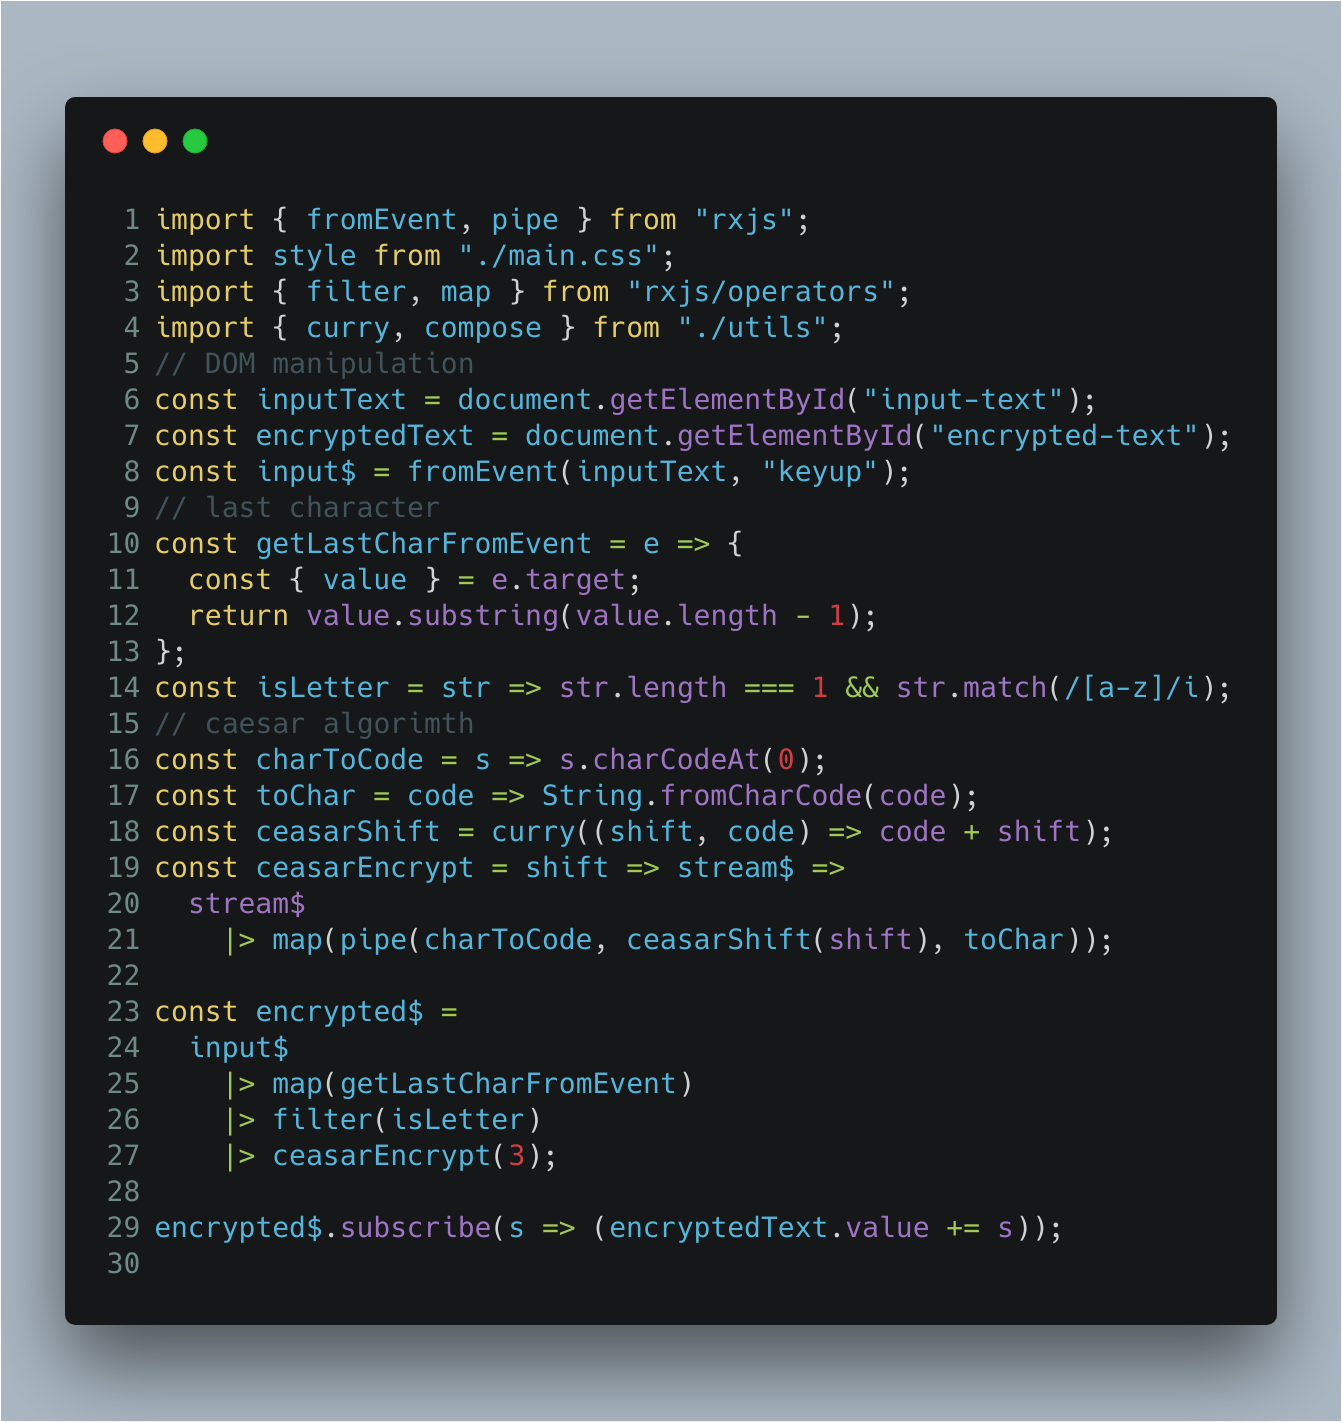 1 import { fromEvent, pipe } from "rxjs";
2 import style from "./main.css";
3 import { filter, map } from "rxjs/operators";
4 import { curry, compose } from "./utils";
5 // DOM manipulation
6 const inputText = document.getElementById("input-text");
7 const encryptedText = document.getElementById("encrypted-text");
8 const input$ = fromEvent(inputText, "keyup");
9 // last character
10 const getLastCharFromEvent = e => {
11   const { value } = e.target;
12   return value.substring(value.length - 1);
13 };
14 const isLetter = str => str.length === 1 && str.match(/[a-z]/i);
15 // caesar algorimth
16 const charToCode = s => s.charCodeAt(0);
17 const toChar = code => String.fromCharCode(code);
18 const ceasarShift = curry((shift, code) => code + shift);
19 const ceasarEncrypt = shift => stream$ =>
20   stream$
21     |> map(pipe(charToCode, ceasarShift(shift), toChar));
22
23 const encrypted$ =
24   input$
25     |> map(getLastCharFromEvent)
26     |> filter(isLetter)
27     |> ceasarEncrypt(3);
28
29 encrypted$.subscribe(s => (encryptedText.value += s));
30